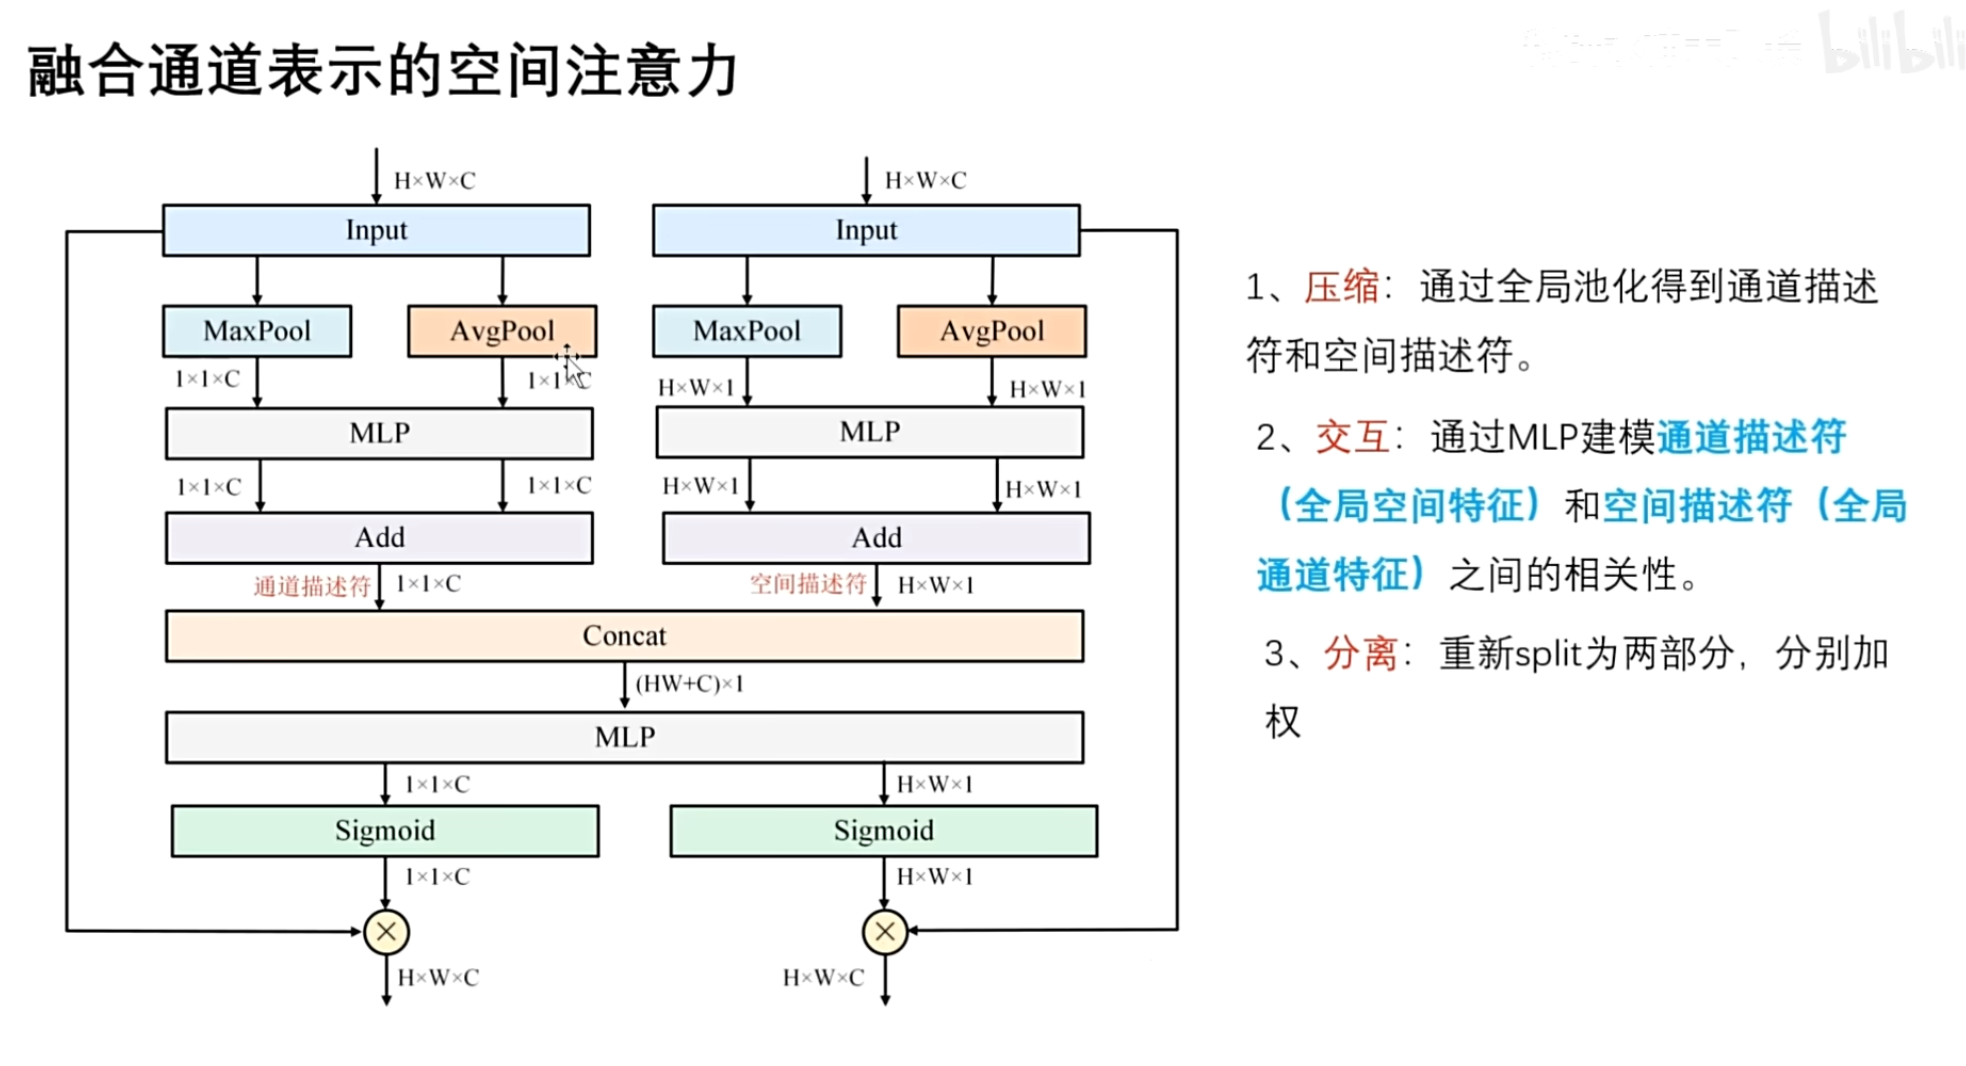 融合通道表示的空间注意力
bilibili
H×W×C
H×W×C
Input
Input
MaxPool
AvgPool
MaxPool
AvgPool
1×1×C
1×1×C
H×W×1
H×W×1
MLP
MLP
1×1×C
1×1×C
H×W×1
H×W×1
Add
Add
通道描述符
1×1×C
空间描述符
H×W×1
Concat
(HW+C)×1
MLP
1×1×C
H×W×1
Sigmoid
Sigmoid
1×1×C
H×W×1
H×W×C
H×W×C
1、压缩：通过全局池化得到通道描述
符和空间描述符。
2、交互：通过MLP建模通道描述符
（全局空间特征）和空间描述符（全局
通道特征）之间的相关性。
3、分离：重新split为两部分，分别加
权